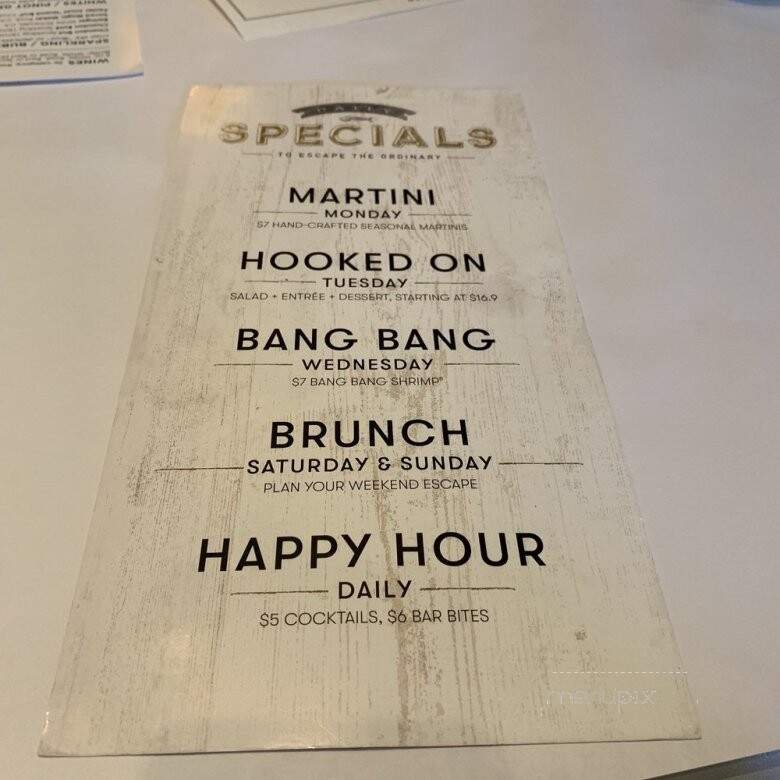 DAILY
SPECIALS
TO ESCAPE THE ORDINARY
MARTINI
MONDAY
$7 HAND-CRAFTED SEASONAL MARTINIS
HOOKED ON
TUESDAY
SALAD + ENTRÉE + DESSERT, STARTING AT $16.9
BANG BANG
WEDNESDAY
$7 BANG BANG SHRIMP®
BRUNCH
SATURDAY & SUNDAY
PLAN YOUR WEEKEND ESCAPE
HAPPY HOUR
DAILY
$5 COCKTAILS, $6 BAR BITES
menupix